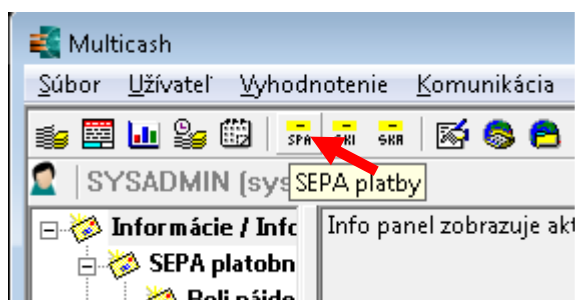 Multicash
Súbor Užívateľ Vyhodnotenie Komunikácia
SPA SKI SKA
SYSADMIN (sys
SEPA platby
Informácie / Info
Info panel zobrazuje akt
SEPA platobn